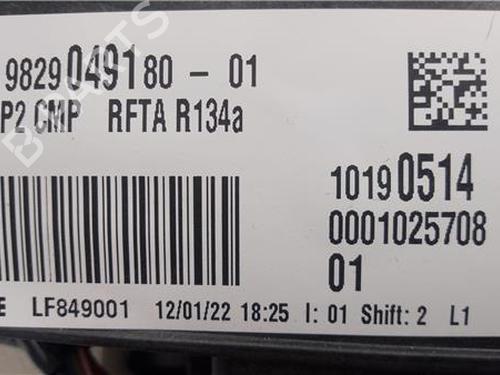 9829049180 - 01
P2 CMP RFTA R134a
10190514
0001025708
01
E LF849001 12/01/22 18:25 I: 01 Shift: 2 L1